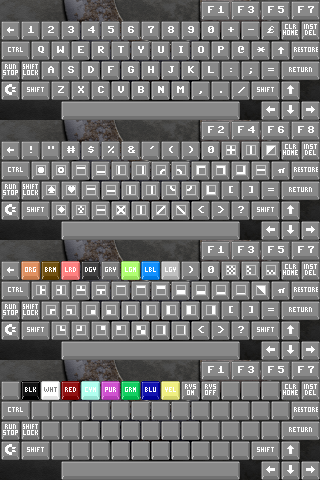 F1 F3 F5 F7
← 1 2 3 4 5 6 7 8 9 0 + - £ CLR HOME INST DEL
CTRL Q W E R T Y U I O P @ * ↑ RESTORE
RUN STOP SHIFT LOCK A S D F G H J K L : ; = RETURN
C= SHIFT Z X C V B N M , . / SHIFT ↑
← ↓ →
F2 F4 F6 F8
← ! " # $ % & ' ( ) 0 CLR HOME INST DEL
CTRL π RESTORE
RUN STOP SHIFT LOCK [ ] = RETURN
C= SHIFT < > ? SHIFT ↑
← ↓ →
F1 F3 F5 F7
← ORG BRN LRD DGY GRY LGN LBL LGY ) 0 CLR HOME INST DEL
CTRL π RESTORE
RUN STOP SHIFT LOCK [ ] = RETURN
C= SHIFT < > ? SHIFT ↑
← ↓ →
F1 F3 F5 F7
BLK WHT RED CYN PUR GRN BLU YEL RVS ON RVS OFF CLR HOME INST DEL
CTRL RESTORE
RUN STOP SHIFT LOCK RETURN
C= SHIFT SHIFT ↑
← ↓ →